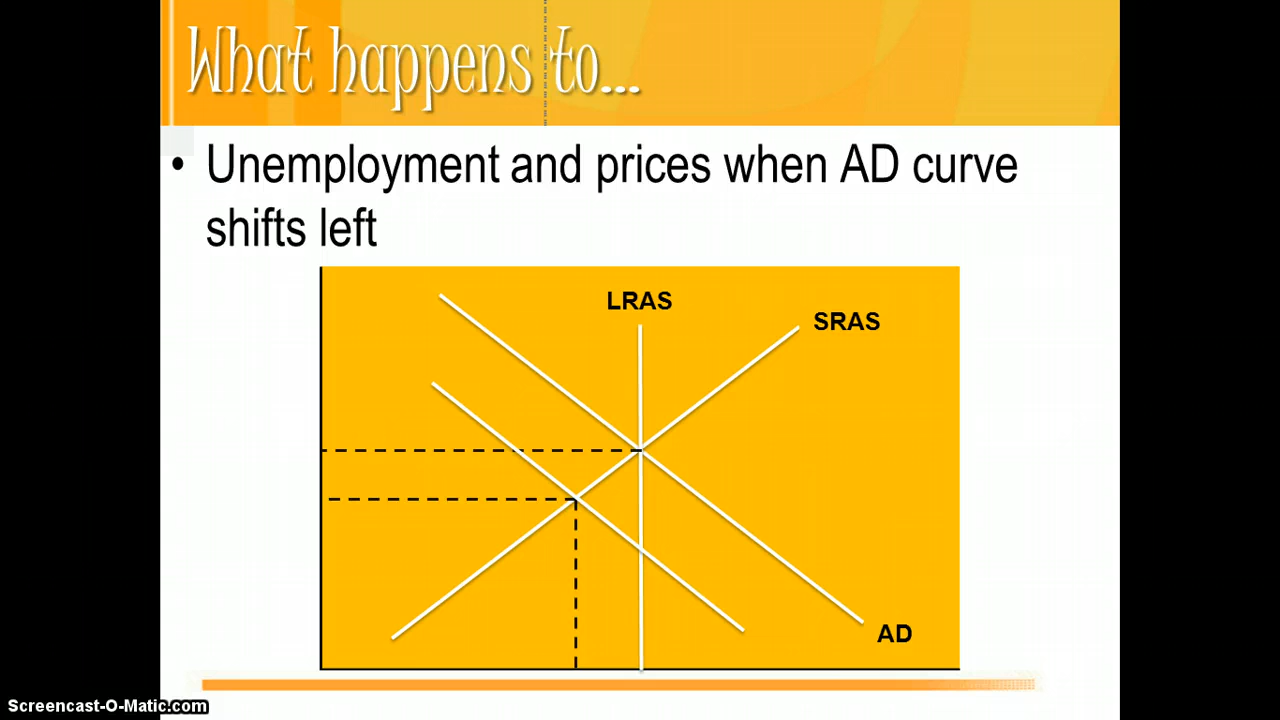 What happens to...
• Unemployment and prices when AD curve
shifts left
LRAS
SRAS
AD
Screencast-O-Matic.com